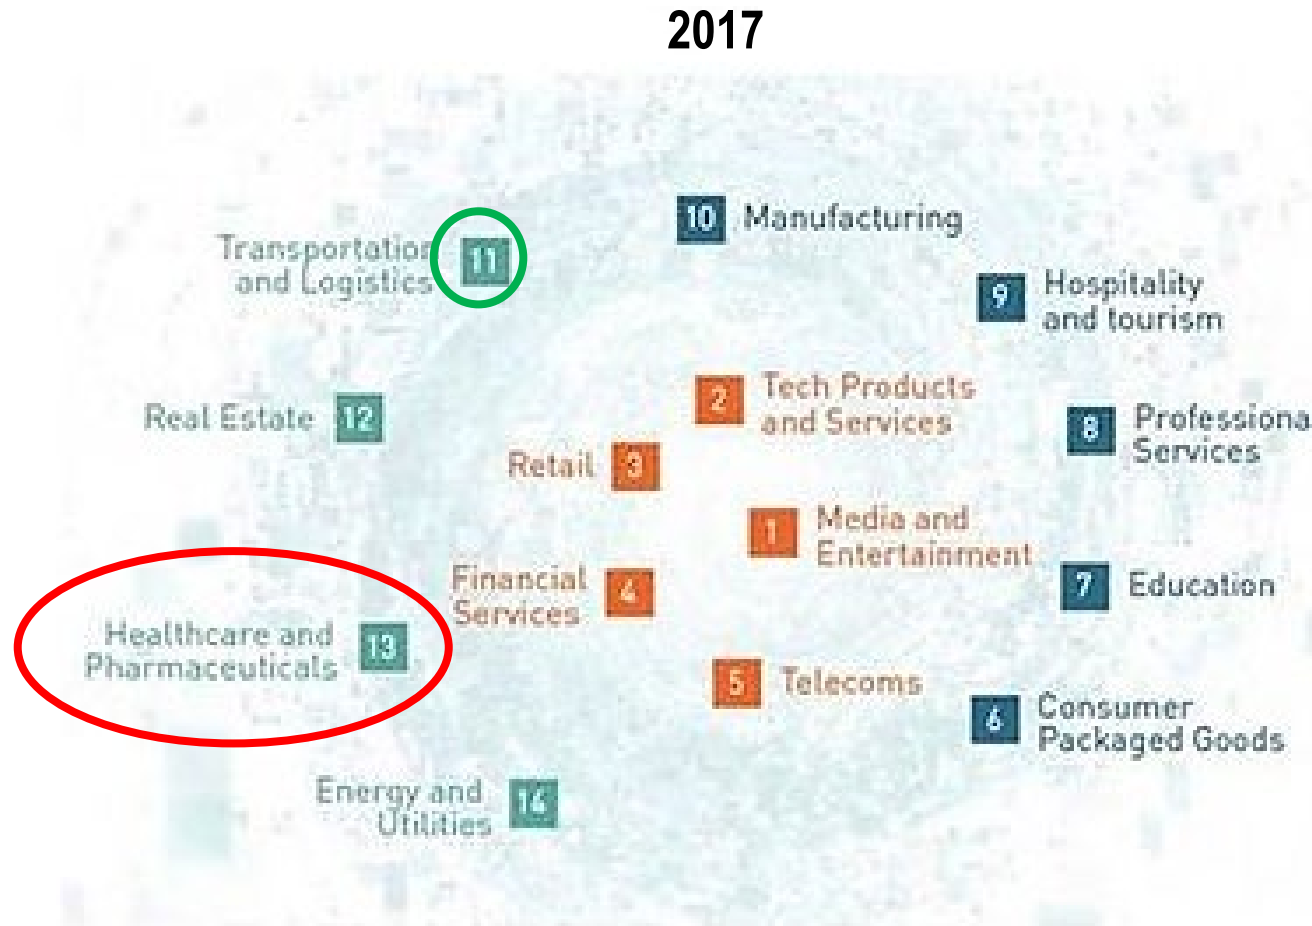 2017
10 Manufacturing
Transportation
and Logistics
11
9
Hospitality
and tourism
2
Tech Products
and Services
Real Estate 12
8
Professiona
Services
Retail 3
1
Media and
Entertainment
Financial
Services
4
7 Education
Healthcare and
Pharmaceuticals
13
5 Telecoms
6
Consumer
Packaged Goods
Energy and
Utilities
14